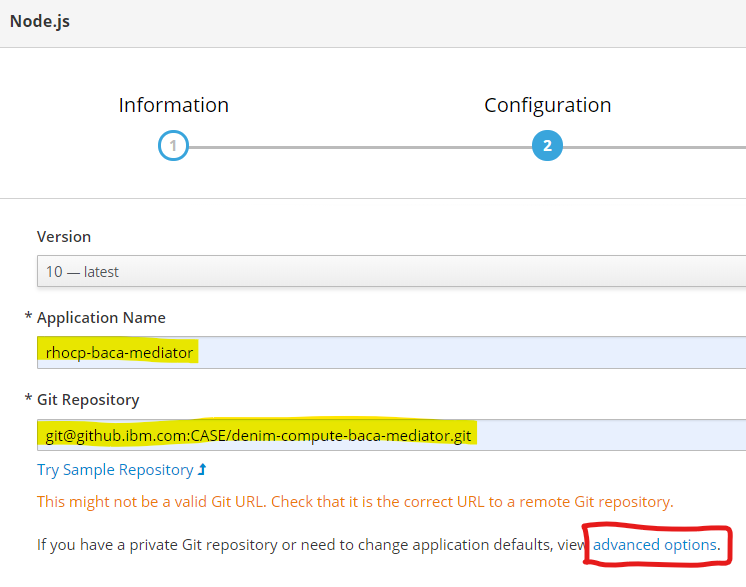 Node.js
Information Configuration
1 2
Version
10 — latest
* Application Name
rhocp-baca-mediator
* Git Repository
git@github.ibm.com:CASE/denim-compute-baca-mediator.git
Try Sample Repository
This might not be a valid Git URL. Check that it is the correct URL to a remote Git repository.
If you have a private Git repository or need to change application defaults, view advanced options.